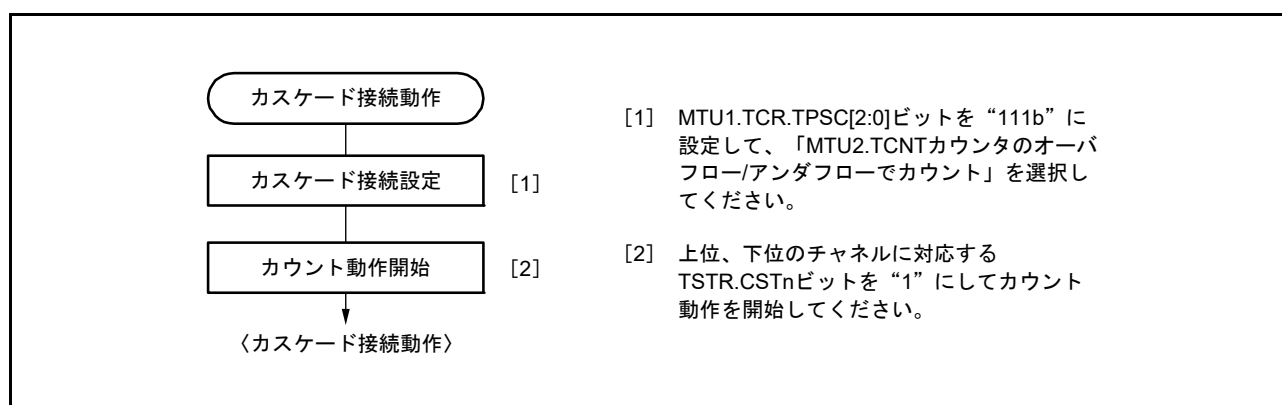 カスケード接続動作
カスケード接続設定 [1]
カウント動作開始 [2]
〈カスケード接続動作〉
[1] MTU1.TCR.TPSC[2:0]ビットを“111b”に
設定して、「MTU2.TCNTカウンタのオーバ
フロー/アンダフローでカウント」を選択し
てください。
[2] 上位、下位のチャネルに対応する
TSTR.CSTnビットを“1”にしてカウント
動作を開始してください。